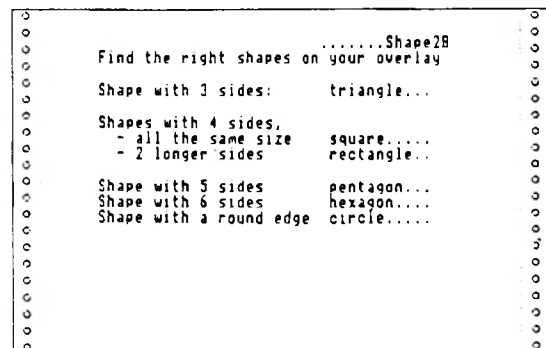 .......Shape2B
Find the right shapes on your overlay
Shape with 3 sides: triangle...
Shapes with 4 sides,
- all the same size square.....
- 2 longer sides rectangle..
Shape with 5 sides pentagon...
Shape with 6 sides hexagon....
Shape with a round edge circle.....